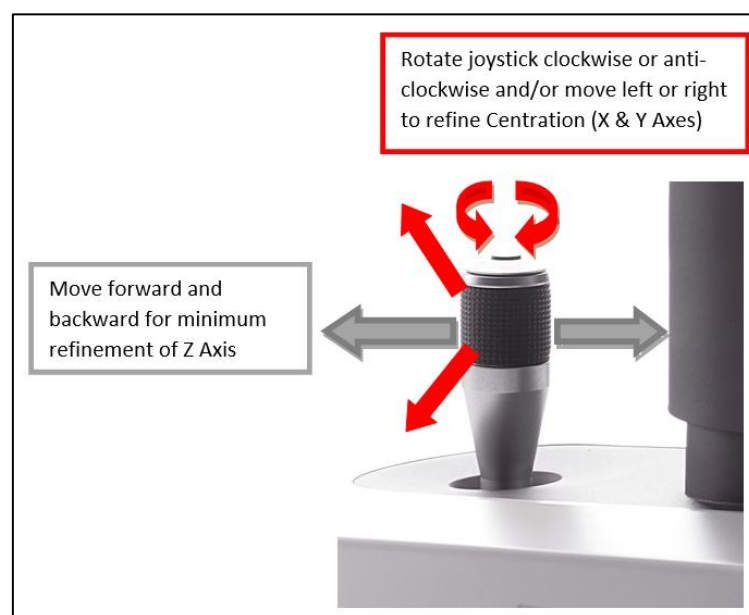 Rotate joystick clockwise or anti-
clockwise and/or move left or right
to refine Centration (X & Y Axes)
Move forward and
backward for minimum
refinement of Z Axis